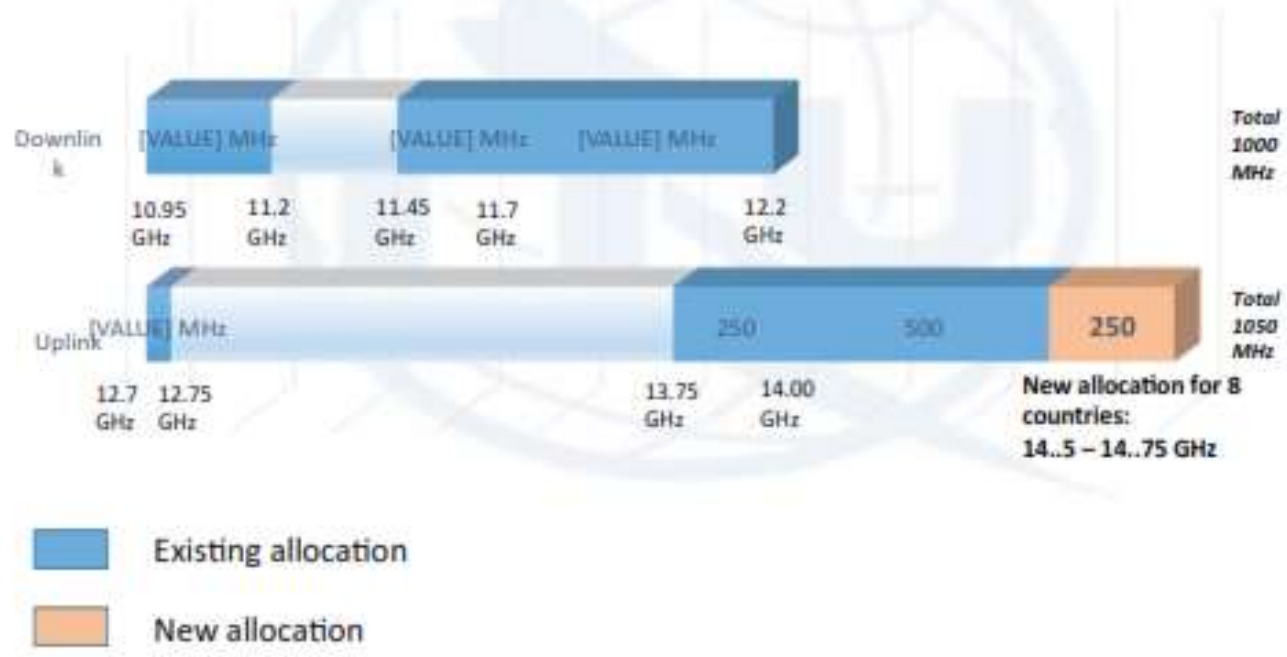 Downlin
k
[VALUE] MHz
[VALUE] MHz
[VALUE] MHz
Total
1000
MHz
10.95
GHz
11.2
GHz
11.45
GHz
11.7
GHz
12.2
GHz
Uplink
[VALUE] MHz
250
500
250
Total
1050
MHz
12.7
GHz
12.75
GHz
13.75
GHz
14.00
GHz
New allocation for 8
countries:
14..5 – 14..75 GHz
Existing allocation
New allocation